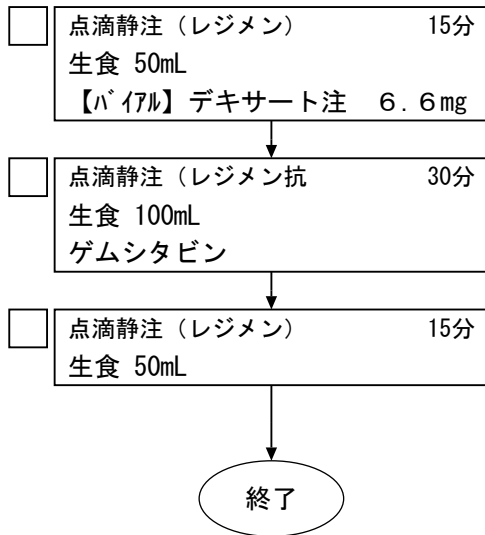 点滴静注（レジメン） 15分
生食 50mL
【ﾊﾞｲｱﾙ】デキサート注 ６.６mg
点滴静注（レジメン抗 30分
生食 100mL
ゲムシタビン
点滴静注（レジメン） 15分
生食 50mL
終了